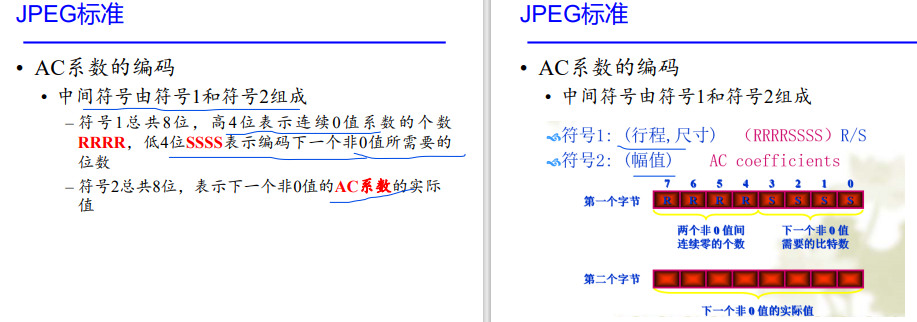 JPEG标准
• AC系数的编码
• 中间符号由符号1和符号2组成
– 符号1总共8位，高4位表示连续0值系数的个数
RRRR，低4位SSSS表示编码下一个非0值所需要的
位数
– 符号2总共8位，表示下一个非0值的AC系数的实际
值
JPEG标准
• AC系数的编码
• 中间符号由符号1和符号2组成
符号1：(行程,尺寸) （RRRRSSSS）R/S
符号2：(幅值) AC coefficients
7 6 5 4 3 2 1 0
第一个字节 R R R R S S S S
两个非 0 值间
连续零的个数
下一个非 0 值
需要的比特数
第二个字节
下一个非 0 值的实际值